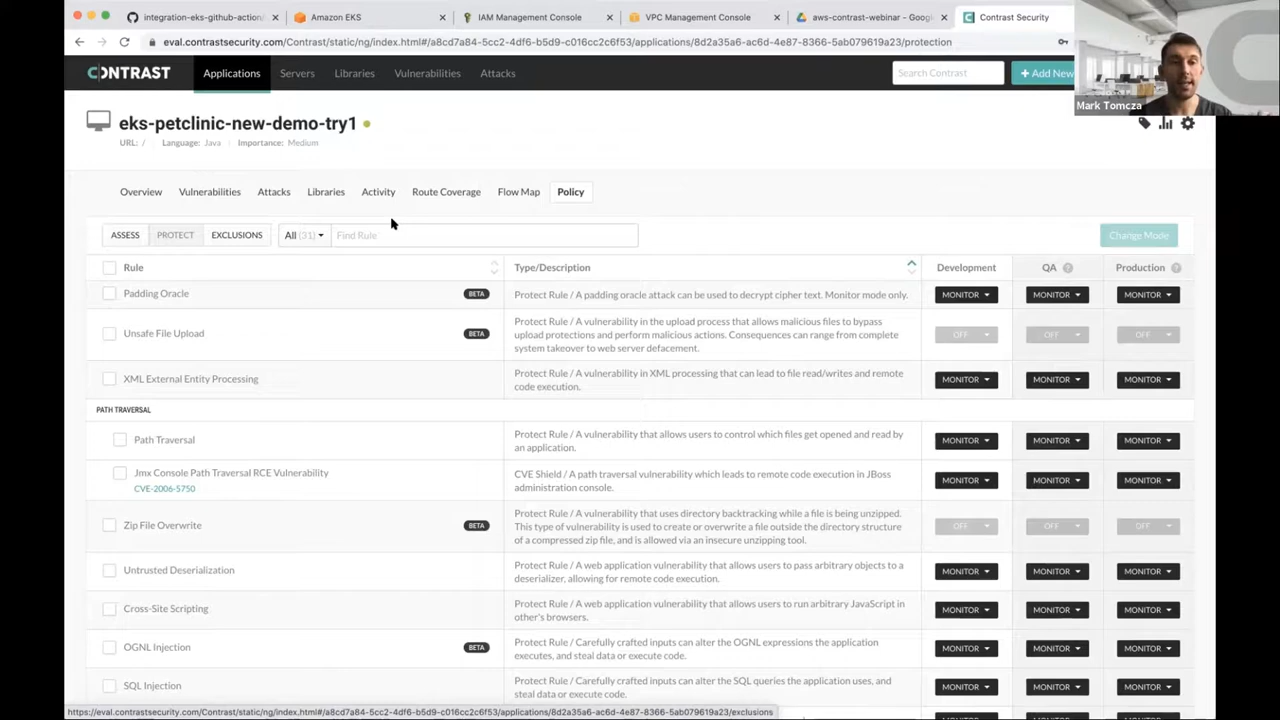 integration-eks-github-action/
Amazon EKS
IAM Management Console
VPC Management Console
aws-contrast-webinar - Google
Contrast Security
eval.contrastsecurity.com/Contrast/static/ng/index.html#/a8cd7a84-5cc2-4df6-b5d9-c016cc2c6f53/applications/8d2a35a6-ac6d-4e87-8366-5ab079619a23/protection
CONTRAST
Applications
Servers
Libraries
Vulnerabilities
Attacks
Search Contrast
+ Add New
Mark Tomcza
eks-petclinic-new-demo-try1
URL: / Language: Java Importance: Medium
Overview
Vulnerabilities
Attacks
Libraries
Activity
Route Coverage
Flow Map
Policy
ASSESS
PROTECT
EXCLUSIONS
All (31)
Find Rule
Change Mode
Rule
Type/Description
Development
QA
Production
Padding Oracle
BETA
Protect Rule / A padding oracle attack can be used to decrypt cipher text. Monitor mode only.
MONITOR
MONITOR
MONITOR
Unsafe File Upload
BETA
Protect Rule / A vulnerability in the upload process that allows malicious files to bypass
upload protections and perform malicious actions. Consequences can range from complete
system takeover to web server defacement.
OFF
OFF
OFF
XML External Entity Processing
Protect Rule / A vulnerability in XML processing that can lead to file read/writes and remote
code execution.
MONITOR
MONITOR
MONITOR
PATH TRAVERSAL
Path Traversal
Protect Rule / A vulnerability that allows users to control which files get opened and read by
an application.
MONITOR
MONITOR
MONITOR
Jmx Console Path Traversal RCE Vulnerability
CVE-2006-5750
CVE Shield / A path traversal vulnerability which leads to remote code execution in JBoss
administration console.
MONITOR
MONITOR
MONITOR
Zip File Overwrite
BETA
Protect Rule / A vulnerability that uses directory backtracking while a file is being unzipped.
This type of vulnerability is used to create or overwrite a file outside the directory structure
of a compressed zip file, and is allowed via an insecure unzipping tool.
OFF
OFF
OFF
Untrusted Deserialization
Protect Rule / A web application vulnerability that allows users to pass arbitrary objects to a
deserializer, allowing for remote code execution.
MONITOR
MONITOR
MONITOR
Cross-Site Scripting
Protect Rule / A web application vulnerability that allows users to run arbitrary JavaScript in
other's browsers.
MONITOR
MONITOR
MONITOR
OGNL Injection
BETA
Protect Rule / Carefully crafted inputs can alter the OGNL expressions the application
executes, and steal data or execute code.
MONITOR
MONITOR
MONITOR
SQL Injection
Protect Rule / Carefully crafted inputs can alter the SQL queries the application uses, and
steal data or execute code.
MONITOR
MONITOR
MONITOR
https://eval.contrastsecurity.com/Contrast/static/ng/index.html#/a8cd7a84-5cc2-4df6-b5d9-c016cc2c6f53/applications/8d2a35a6-ac6d-4e87-8366-5ab079619a23/exclusions